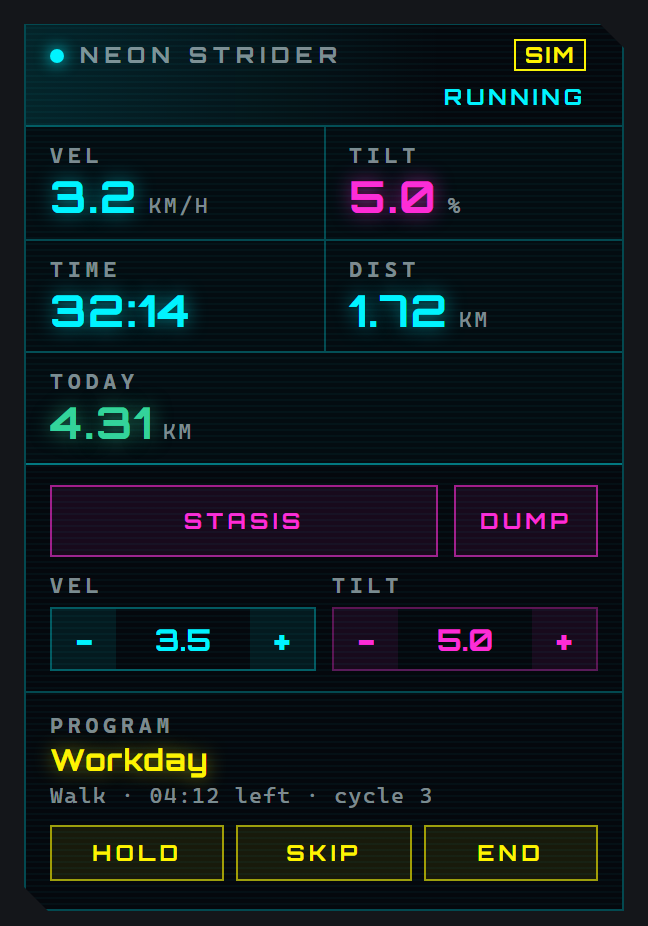 NEON STRIDER
SIM
RUNNING
VEL
3.2 KM/H
TILT
5.0 %
TIME
32:14
DIST
1.72 KM
TODAY
4.31 KM
STASIS
DUMP
VEL
- 3.5 +
TILT
- 5.0 +
PROGRAM
Workday
Walk · 04:12 left · cycle 3
HOLD
SKIP
END